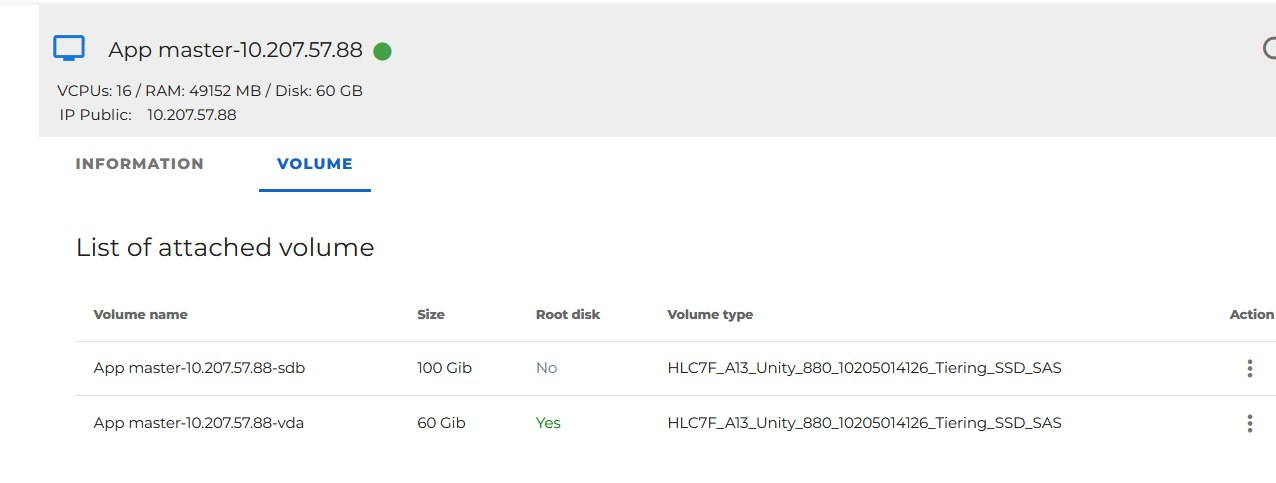 App master-10.207.57.88
VCPUs: 16 / RAM: 49152 MB / Disk: 60 GB
IP Public: 10.207.57.88
INFORMATION VOLUME
List of attached volume
Volume name Size Root disk Volume type Action
App master-10.207.57.88-sdb 100 Gib No HLC7F_A13_Unity_880_10205014126_Tiering_SSD_SAS
App master-10.207.57.88-vda 60 Gib Yes HLC7F_A13_Unity_880_10205014126_Tiering_SSD_SAS